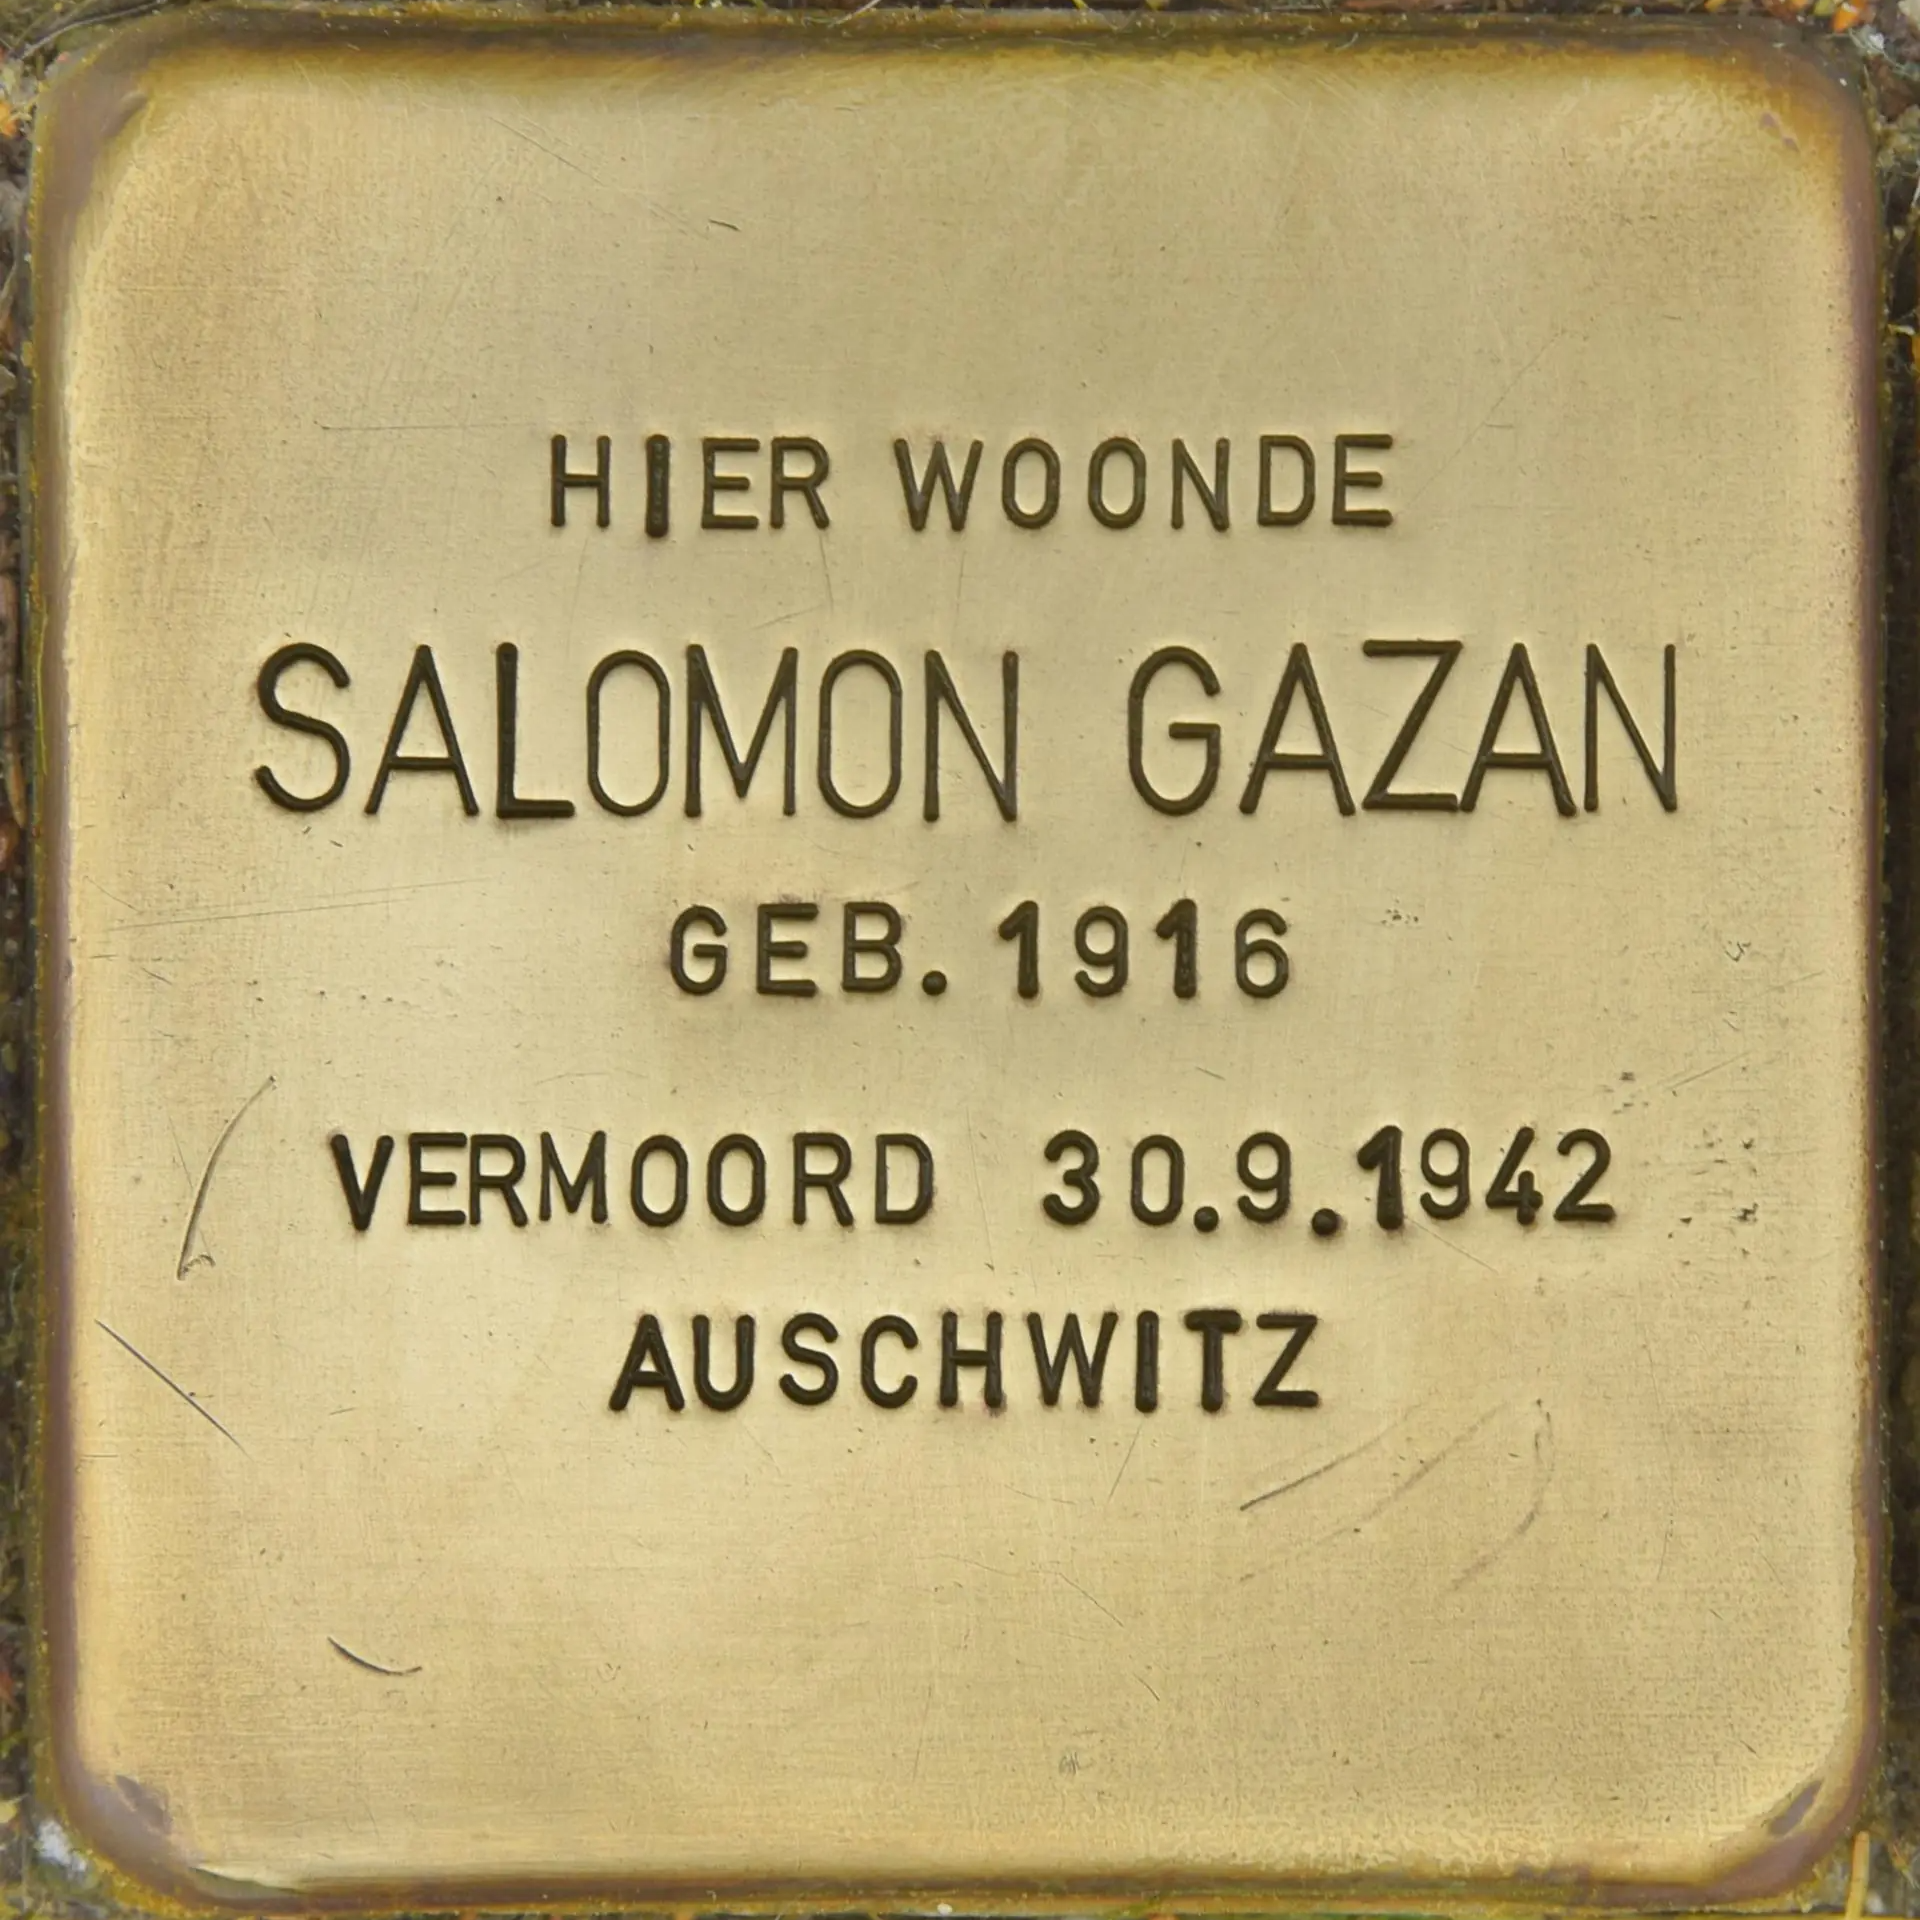 HIER WOONDE
SALOMON GAZAN
GEB. 1916
VERMOORD 30.9.1942
AUSCHWITZ